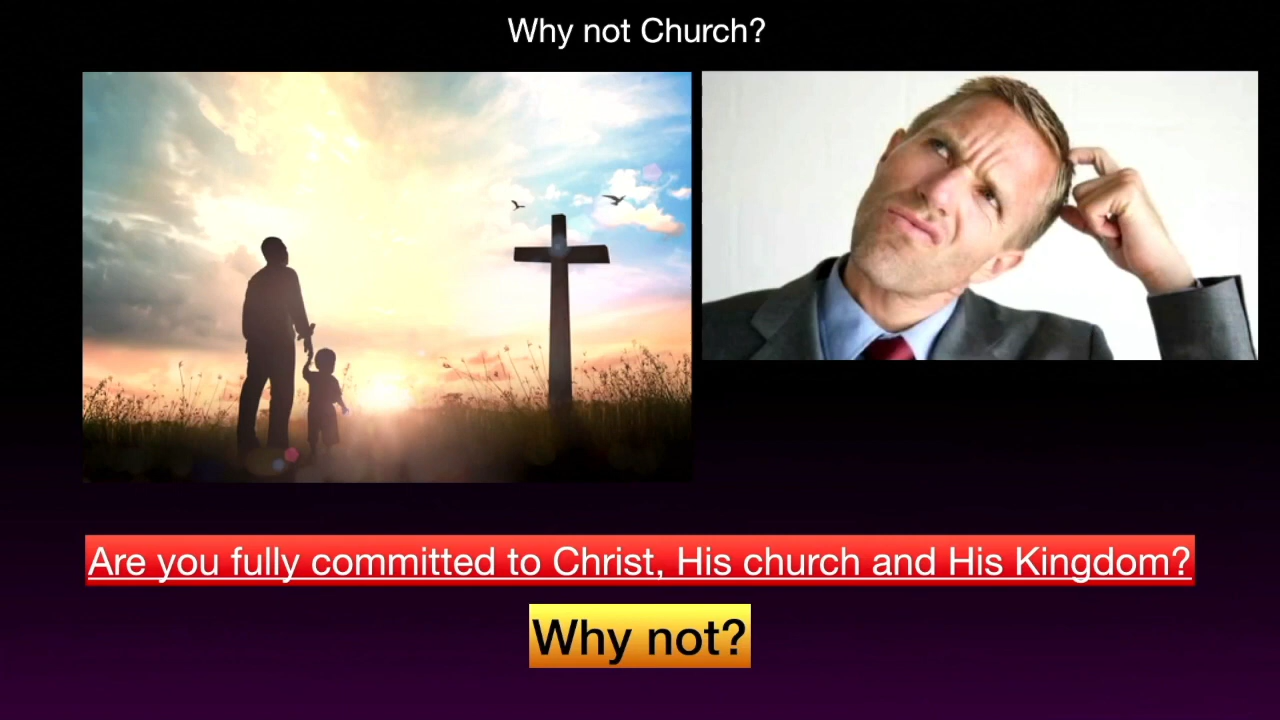 Why not Church?
Are you fully committed to Christ, His church and His Kingdom?
Why not?